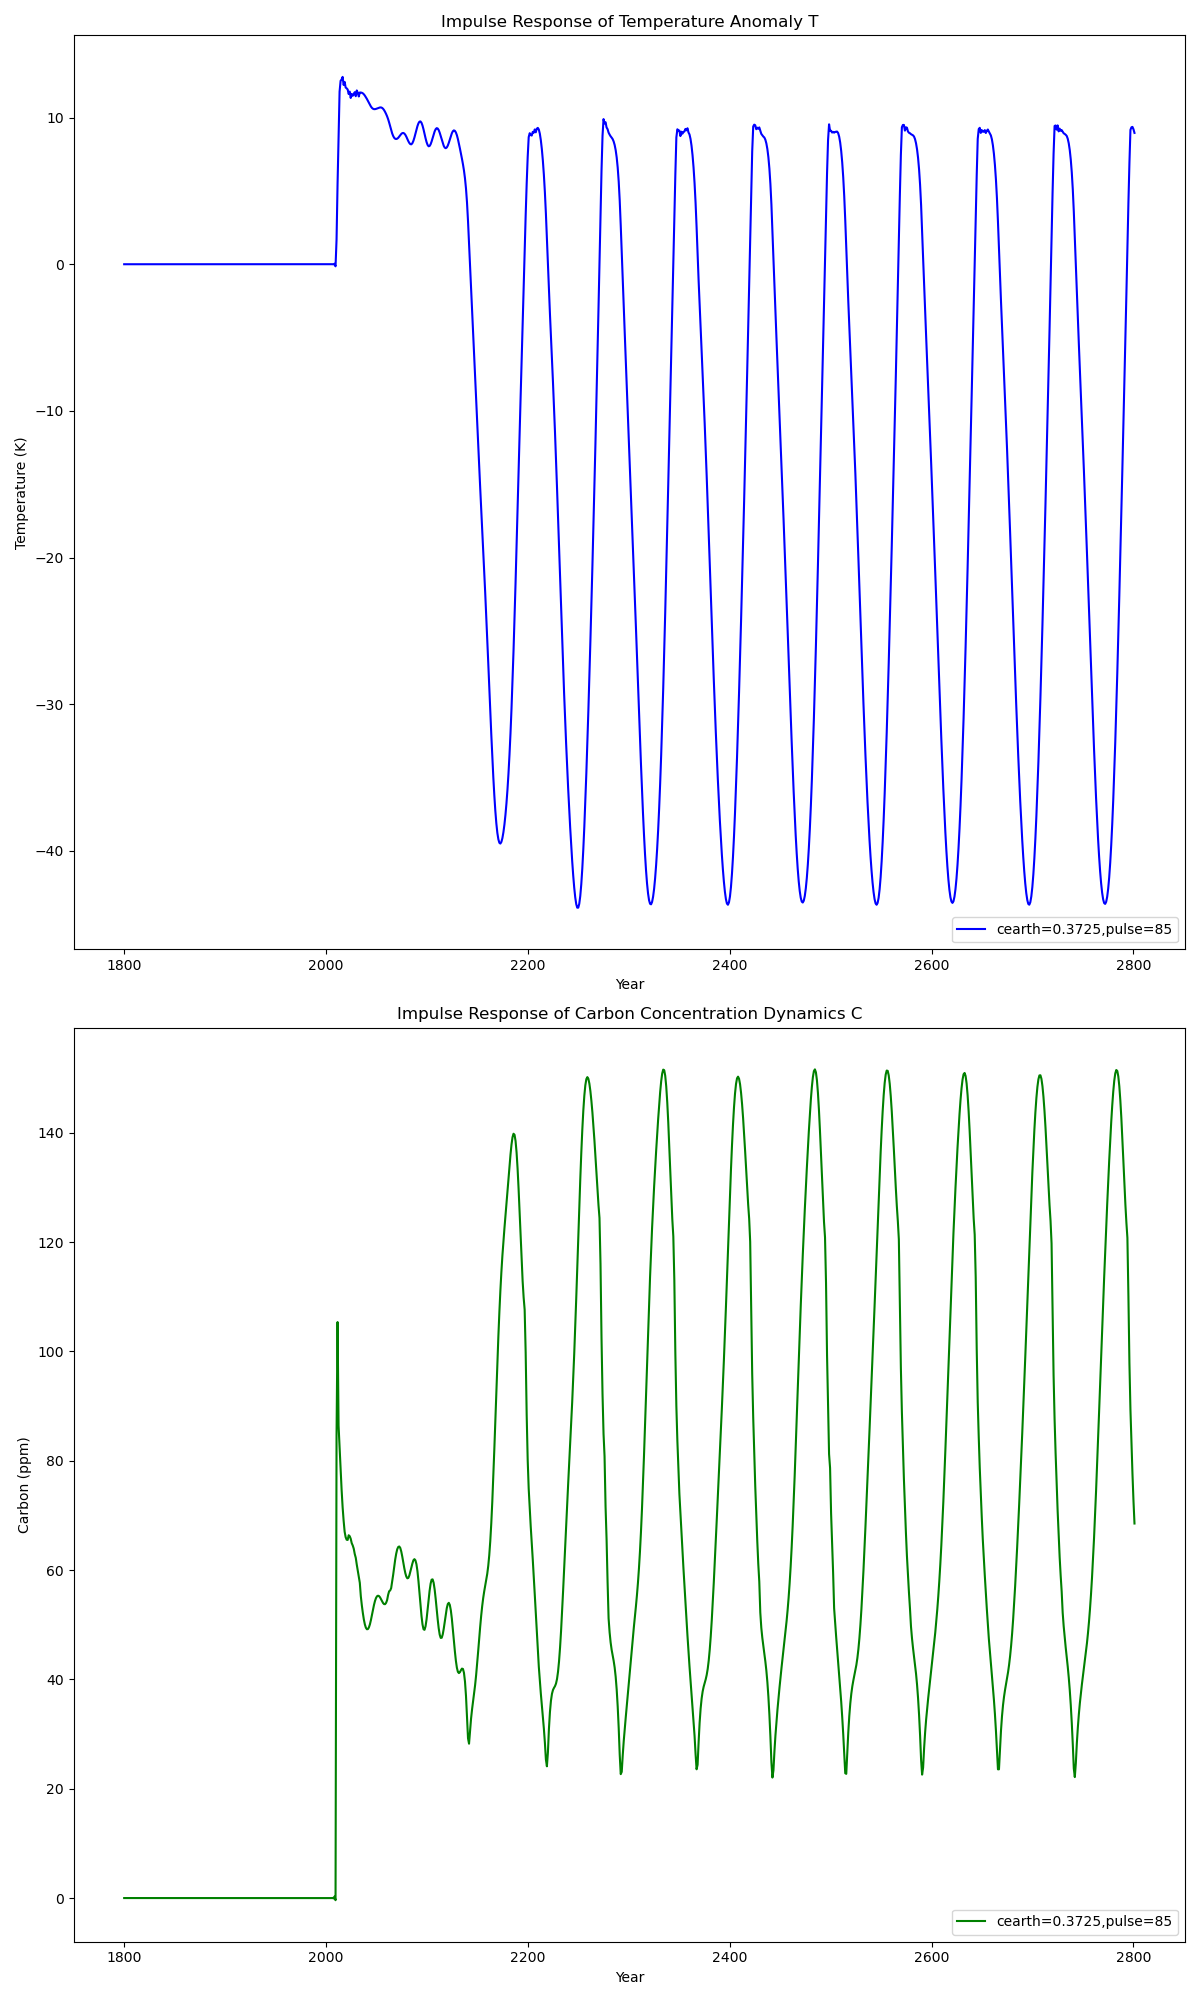 Impulse Response of Temperature Anomaly T
10
0
−10
−20
−30
−40
Temperature (K)
cearth=0.3725,pulse=85
1800 2000 2200 2400 2600 2800
Year
Impulse Response of Carbon Concentration Dynamics C
140
120
100
80
60
40
20
0
Carbon (ppm)
cearth=0.3725,pulse=85
1800 2000 2200 2400 2600 2800
Year